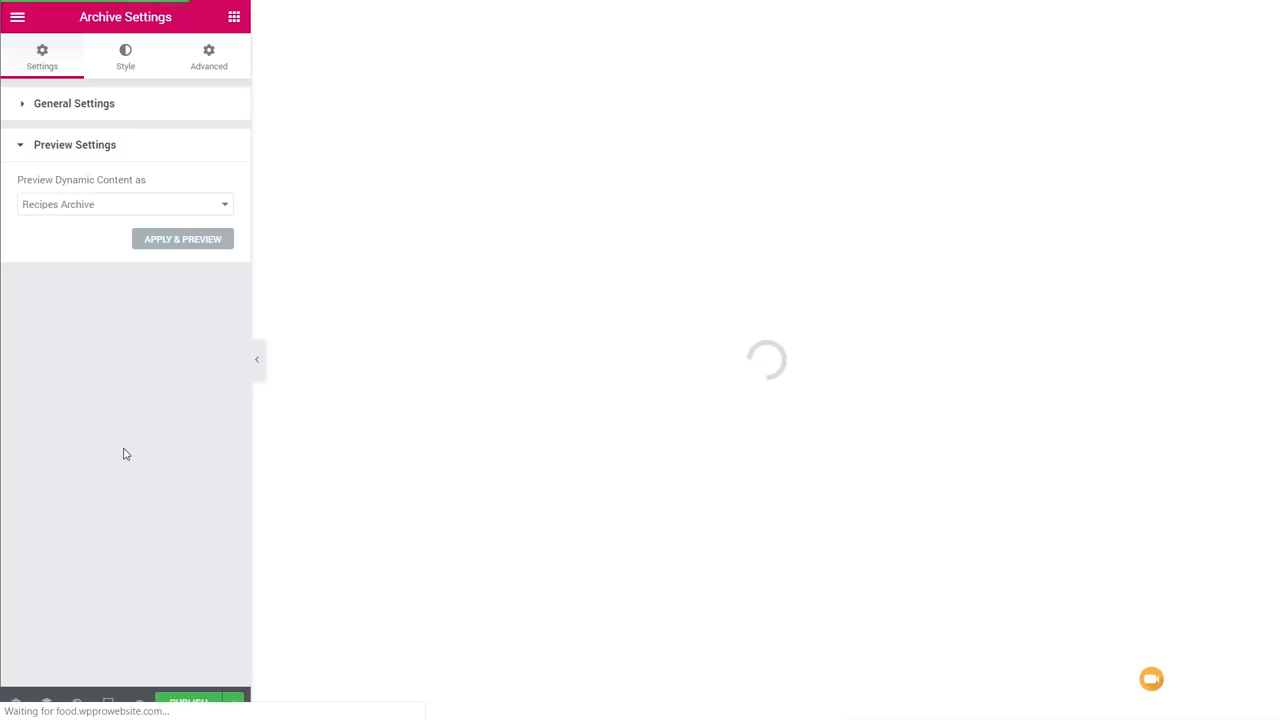 Archive Settings
Settings
Style
Advanced
General Settings
Preview Settings
Preview Dynamic Content as
Recipes Archive
APPLY & PREVIEW
PUBLISH
Waiting for food.wpprowebsite.com...